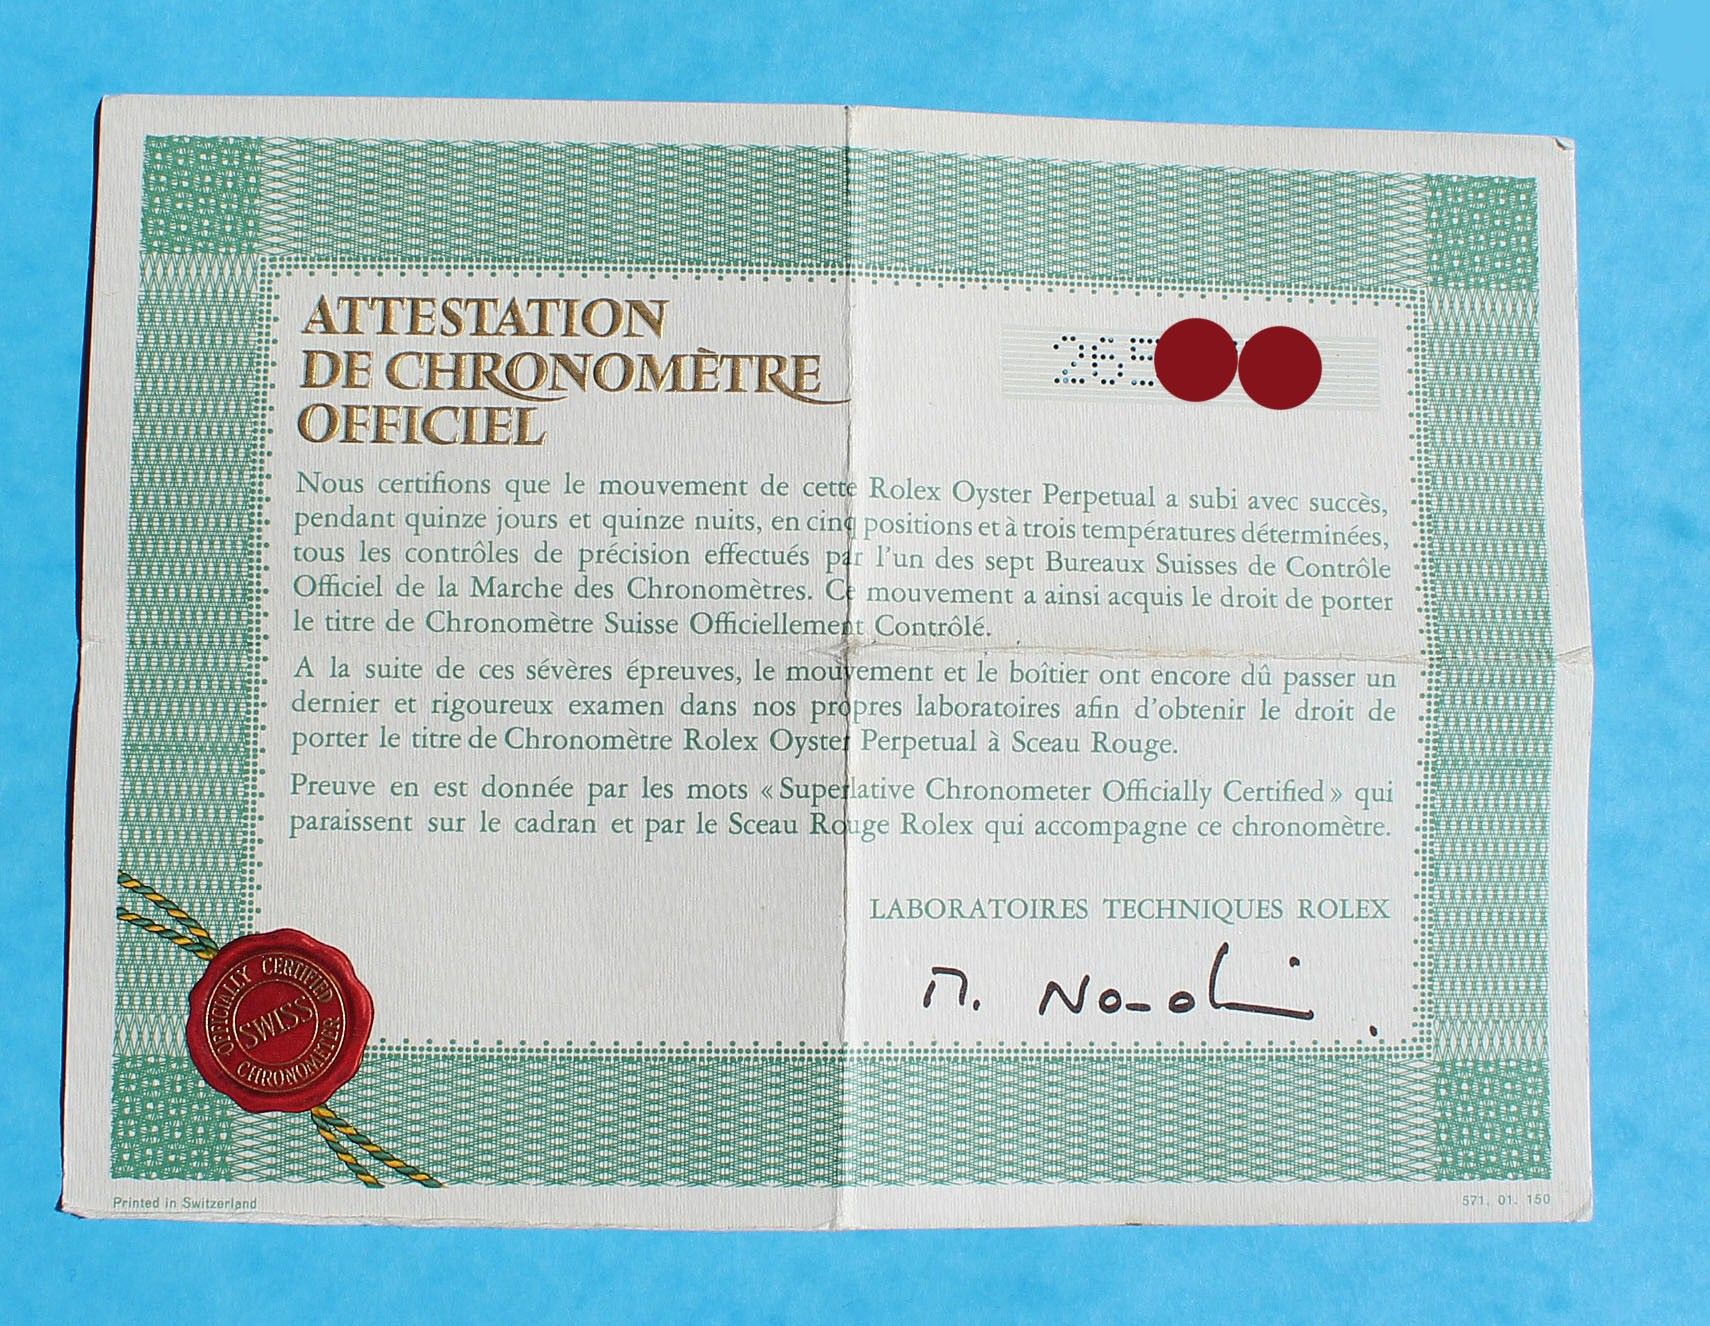 ATTESTATION
DE CHRONOMÈTRE
OFFICIEL
265
Nous certifions que le mouvement de cette Rolex Oyster Perpetual a subi avec succès,
pendant quinze jours et quinze nuits, en cinq positions et à trois températures déterminées,
tous les contrôles de précision effectués par l'un des sept Bureaux Suisses de Contrôle
Officiel de la Marche des Chronomètres. Ce mouvement a ainsi acquis le droit de porter
le titre de Chronomètre Suisse Officiellement Contrôlé.
A la suite de ces sévères épreuves, le mouvement et le boîtier ont encore dû passer un
dernier et rigoureux examen dans nos propres laboratoires afin d'obtenir le droit de
porter le titre de Chronomètre Rolex Oyster Perpetual à Sceau Rouge.
Preuve en est donnée par les mots « Superlative Chronometer Officially Certified » qui
paraissent sur le cadran et par le Sceau Rouge Rolex qui accompagne ce chronomètre.
LABORATOIRES TECHNIQUES ROLEX
OFFICIALLY CERTIFIED
SWISS
CHRONOMETER
Printed in Switzerland
571. 01. 150